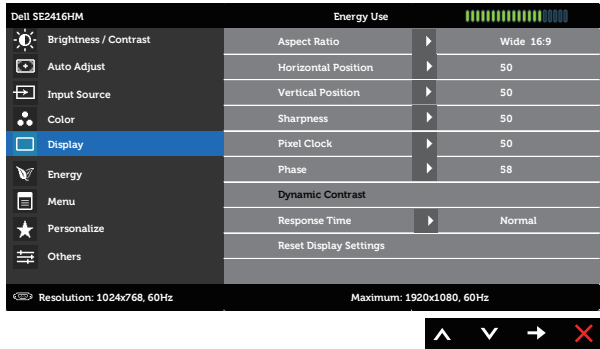 Dell SE2416HM Energy Use
Brightness / Contrast
Auto Adjust
Input Source
Color
Display
Energy
Menu
Personalize
Others
Aspect Ratio Wide 16:9
Horizontal Position 50
Vertical Position 50
Sharpness 50
Pixel Clock 50
Phase 58
Dynamic Contrast
Response Time Normal
Reset Display Settings
Resolution: 1024x768, 60Hz Maximum: 1920x1080, 60Hz